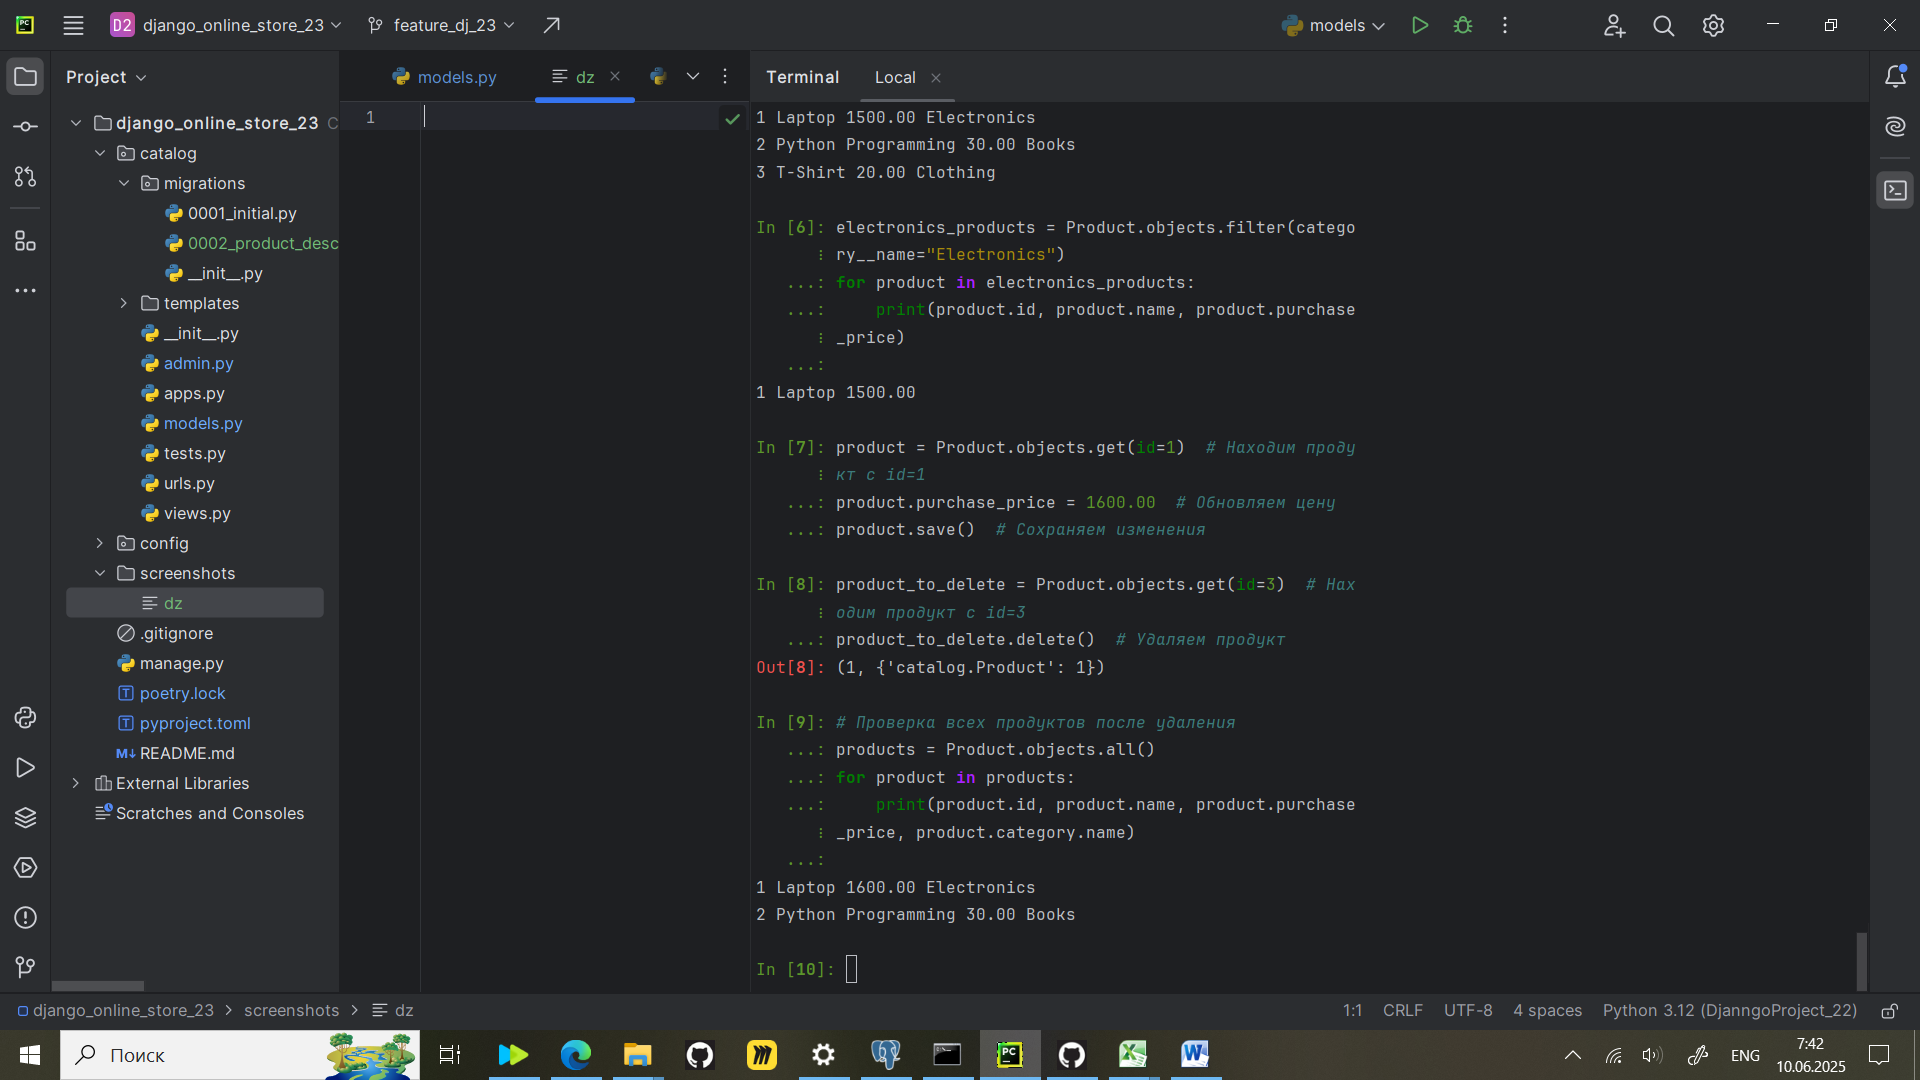 D2 django_online_store_23 feature_dj_23 models
Project
models.py dz
Terminal Local
django_online_store_23 C
catalog
migrations
0001_initial.py
0002_product_desc
__init__.py
templates
__init__.py
admin.py
apps.py
models.py
tests.py
urls.py
views.py
config
screenshots
dz
.gitignore
manage.py
poetry.lock
pyproject.toml
README.md
External Libraries
Scratches and Consoles
1
1 Laptop 1500.00 Electronics
2 Python Programming 30.00 Books
3 T-Shirt 20.00 Clothing
In [6]: electronics_products = Product.objects.filter(catego
⋮ ry__name="Electronics")
...: for product in electronics_products:
...:     print(product.id, product.name, product.purchase
⋮ _price)
...:
1 Laptop 1500.00
In [7]: product = Product.objects.get(id=1)  # Находим проду
⋮ кт с id=1
...: product.purchase_price = 1600.00  # Обновляем цену
...: product.save()  # Сохраняем изменения
In [8]: product_to_delete = Product.objects.get(id=3)  # Нах
⋮ одим продукт с id=3
...: product_to_delete.delete()  # Удаляем продукт
Out[8]: (1, {'catalog.Product': 1})
In [9]: # Проверка всех продуктов после удаления
...: products = Product.objects.all()
...: for product in products:
...:     print(product.id, product.name, product.purchase
⋮ _price, product.category.name)
...:
1 Laptop 1600.00 Electronics
2 Python Programming 30.00 Books
In [10]:
django_online_store_23 > screenshots > dz
1:1 CRLF UTF-8 4 spaces Python 3.12 (DjanngoProject_22)
Поиск
ENG
7:42
10.06.2025